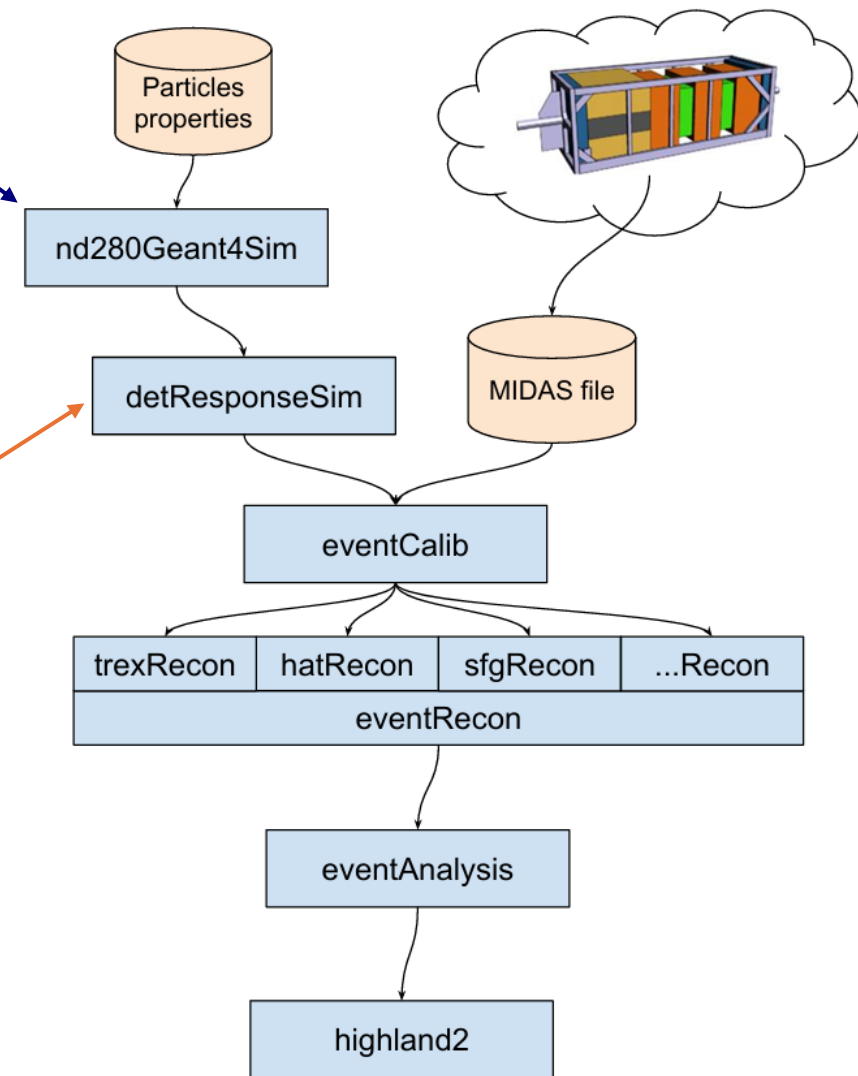 Particles
properties
nd280Geant4Sim
detResponseSim
MIDAS file
eventCalib
trexRecon
hatRecon
sfgRecon
...Recon
eventRecon
eventAnalysis
highland2